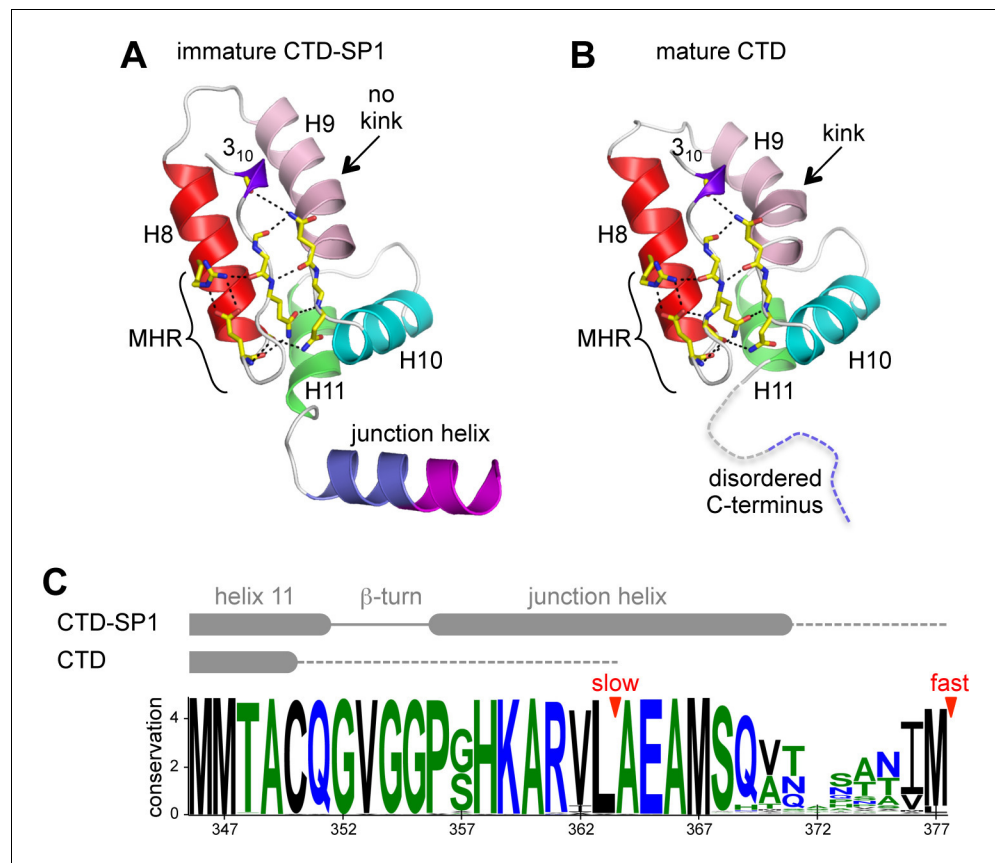 A
immature CTD-SP1
no
kink
H9
3₁₀
H8
MHR
H10
H11
junction helix
B
mature CTD
kink
H9
3₁₀
H8
MHR
H10
H11
disordered
C-terminus
C
helix 11
β-turn
junction helix
CTD-SP1
CTD
slow
fast
conservation
4
2
0
MMTACQGVGGPGHKARVLAEAMSQVT SANIM
S
I
A N N T T V L
Q
347 352 357 362 367 372 377